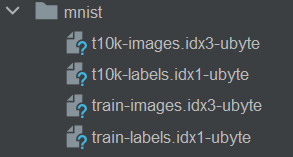 mnist
t10k-images.idx3-ubyte
t10k-labels.idx1-ubyte
train-images.idx3-ubyte
train-labels.idx1-ubyte